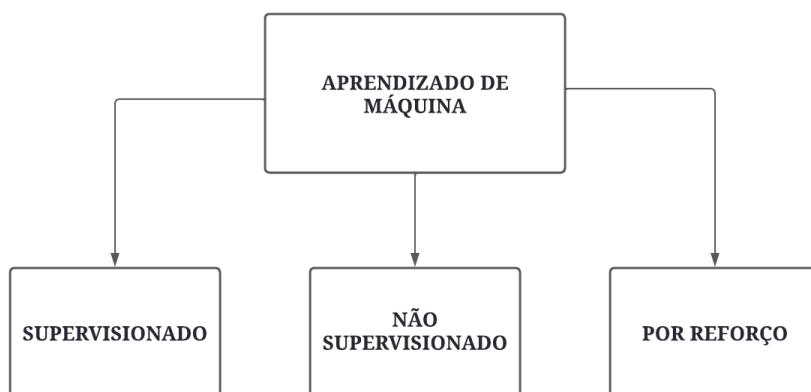 APRENDIZADO DE
MÁQUINA
SUPERVISIONADO
NÃO
SUPERVISIONADO
POR REFORÇO